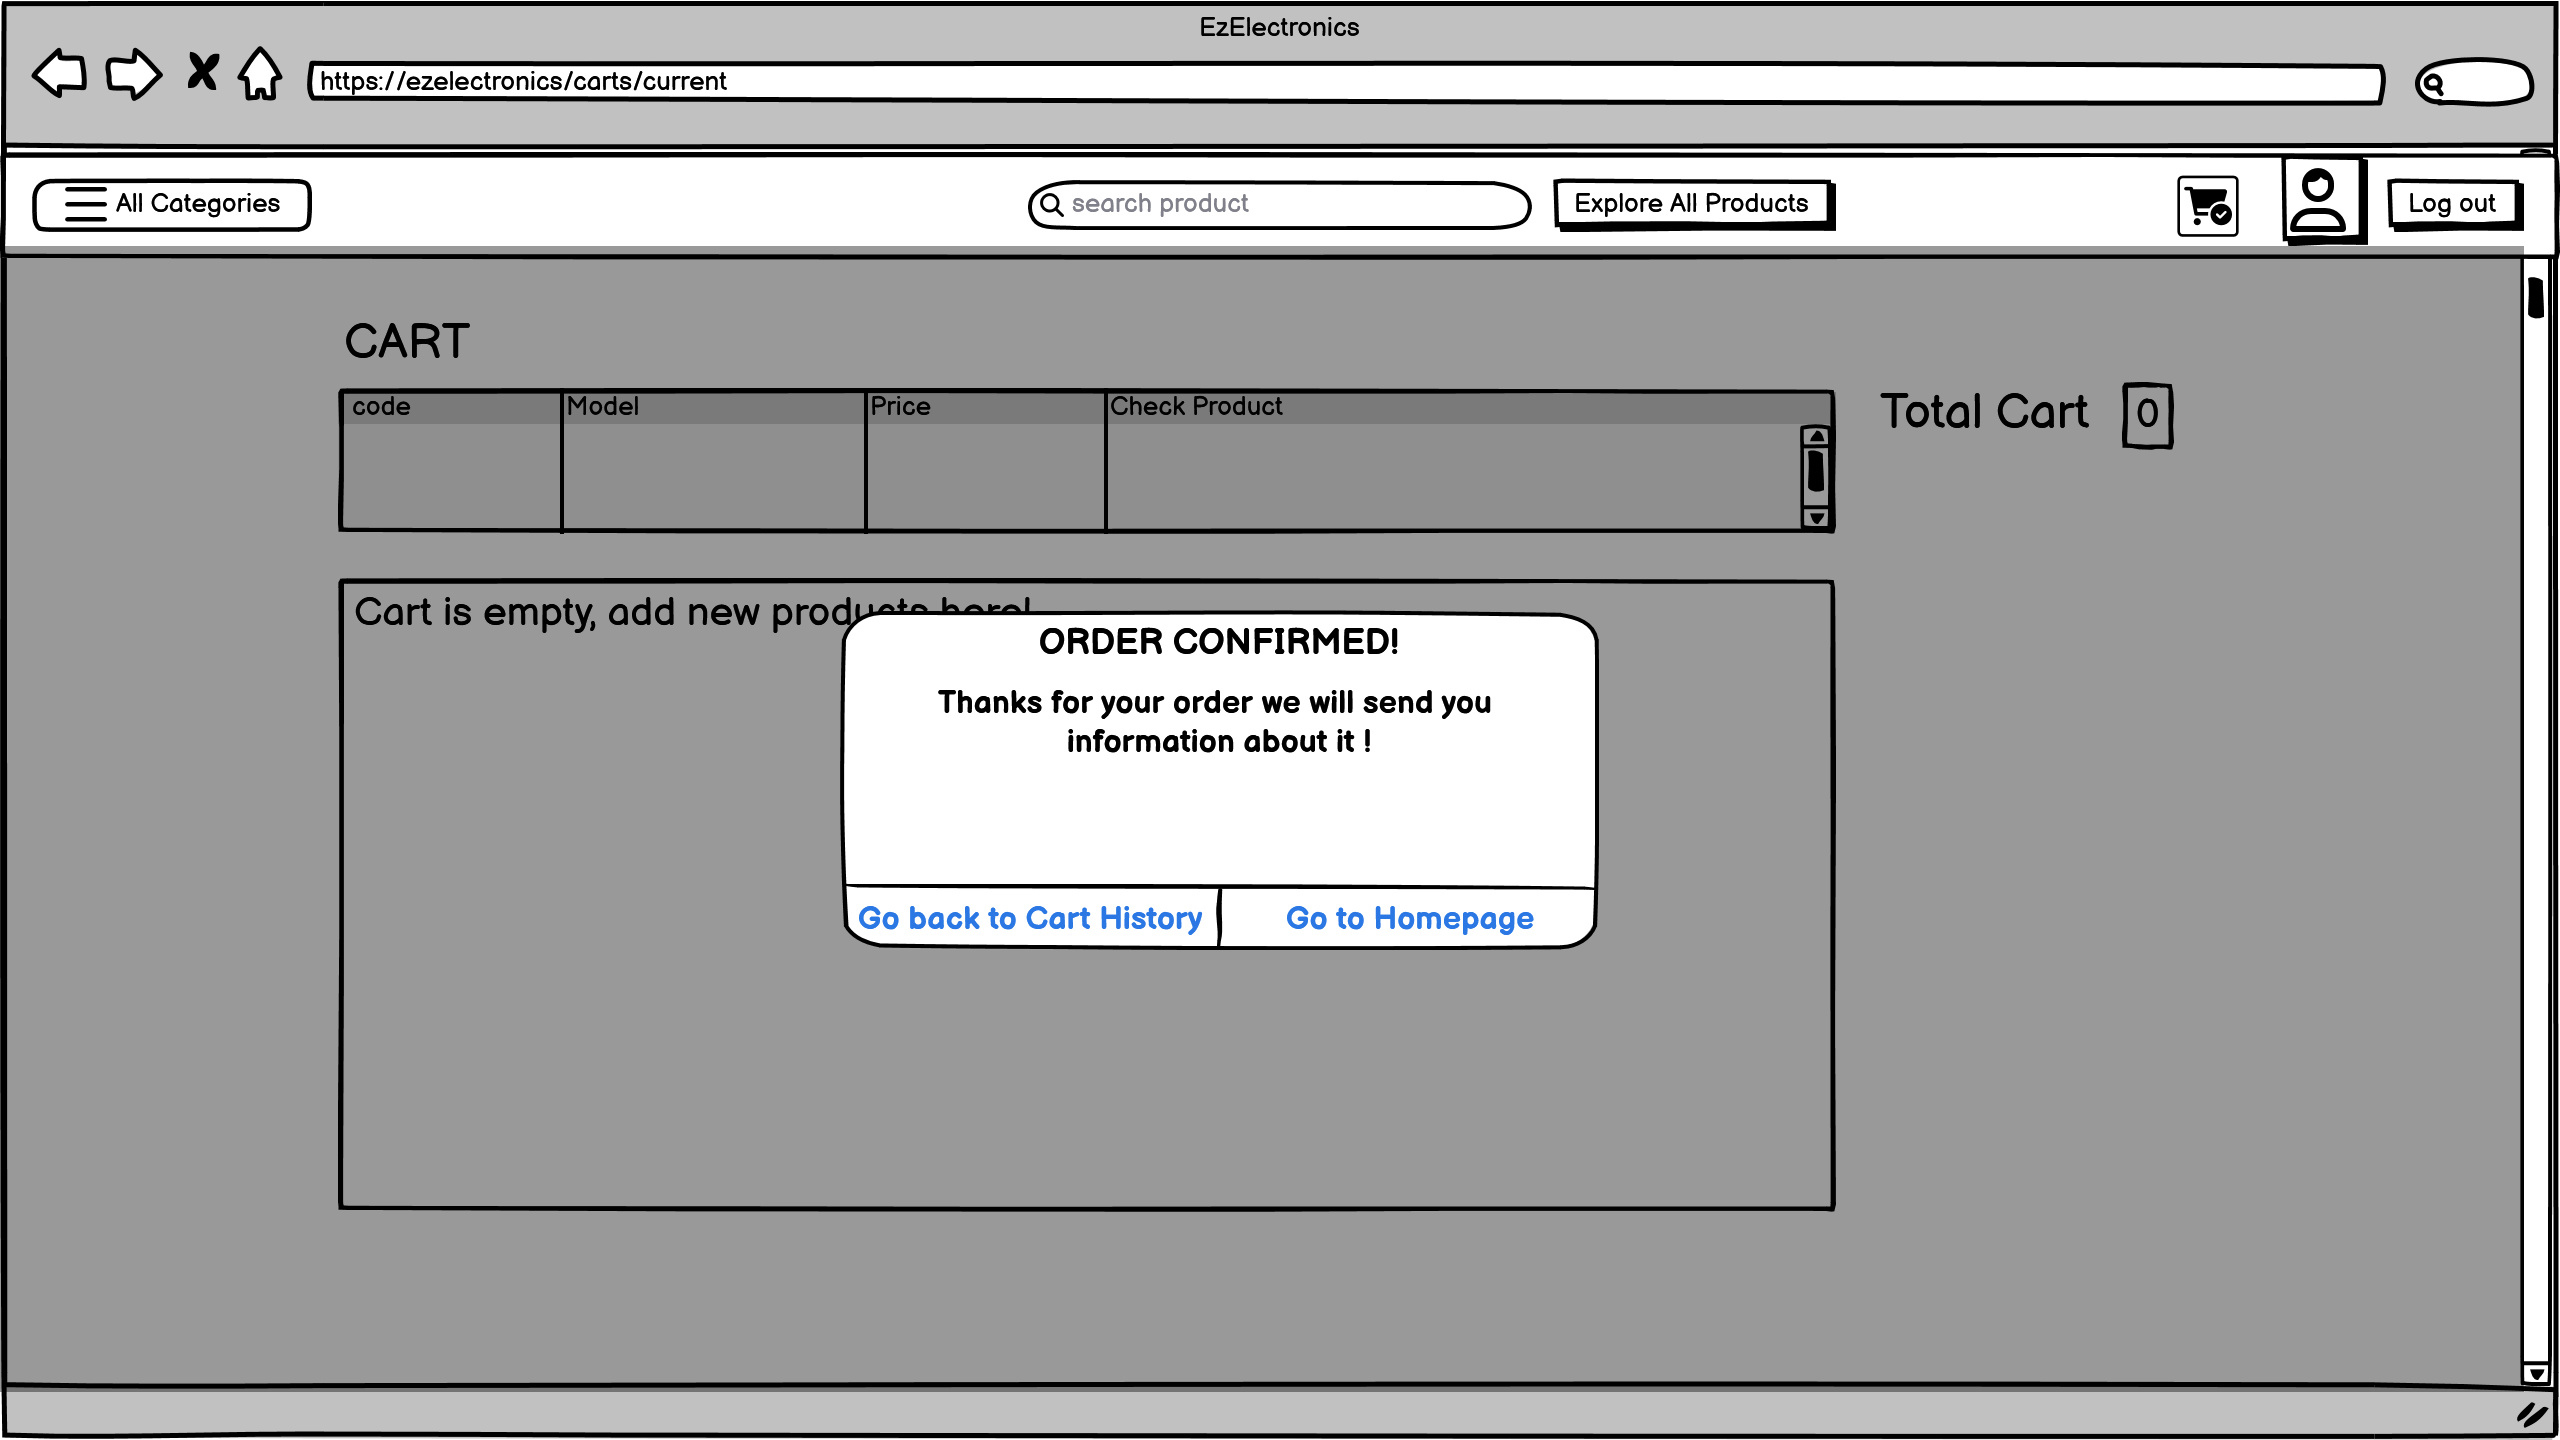 EzElectronics
https://ezelectronics/carts/current
All Categories
search product
Explore All Products
Log out
CART
code Model Price Check Product
Total Cart 0
Cart is empty, add new products here!
ORDER CONFIRMED!
Thanks for your order we will send you
information about it !
Go back to Cart History Go to Homepage